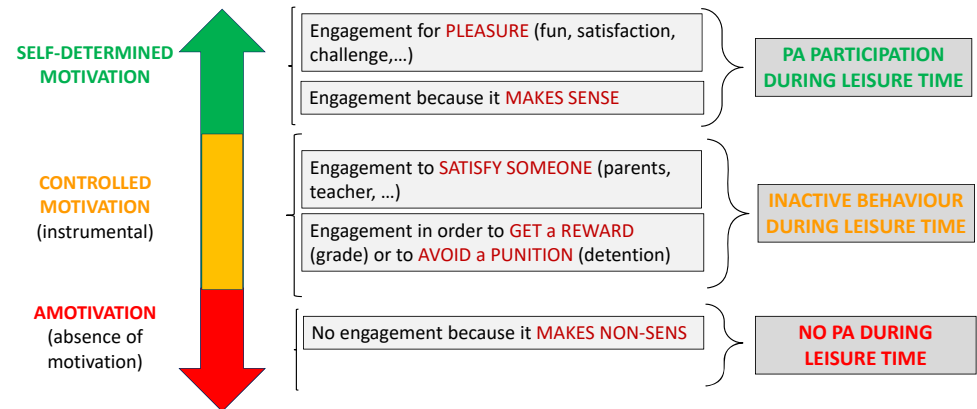 SELF-DETERMINED
MOTIVATION
Engagement for PLEASURE (fun, satisfaction,
challenge,…)
Engagement because it MAKES SENSE
PA PARTICIPATION
DURING LEISURE TIME
CONTROLLED
MOTIVATION
(instrumental)
Engagement to SATISFY SOMEONE (parents,
teacher, …)
Engagement in order to GET a REWARD
(grade) or to AVOID a PUNITION (detention)
INACTIVE BEHAVIOUR
DURING LEISURE TIME
AMOTIVATION
(absence of
motivation)
No engagement because it MAKES NON-SENS
NO PA DURING
LEISURE TIME